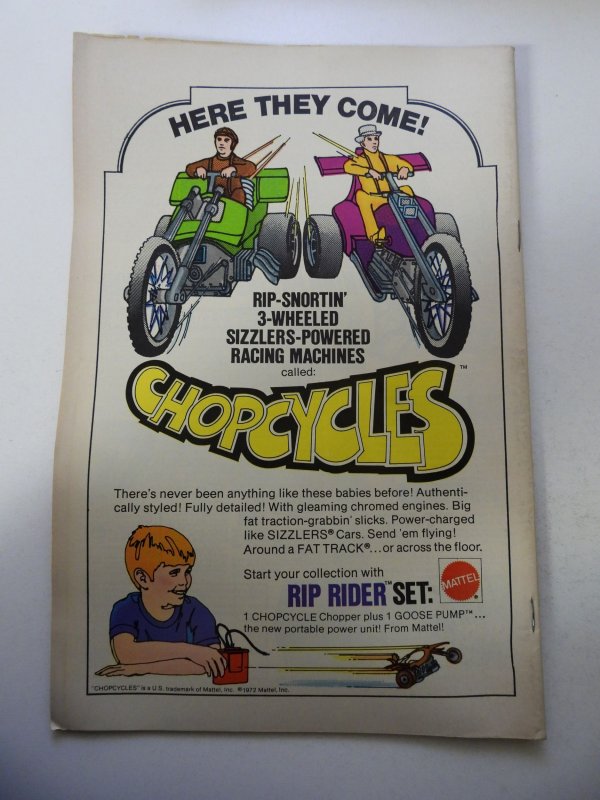 HERE THEY COME!
RIP-SNORTIN'
3-WHEELED
SIZZLERS-POWERED
RACING MACHINES
called:
CHOPCYCLES™
There's never been anything like these babies before! Authenti-
cally styled! Fully detailed! With gleaming chromed engines. Big
fat traction-grabbin' slicks. Power-charged
like SIZZLERS® Cars. Send 'em flying!
Around a FAT TRACK®...or across the floor.
Start your collection with
RIP RIDER™ SET:
MATTEL®
1 CHOPCYCLE Chopper plus 1 GOOSE PUMP™...
the new portable power unit! From Mattel!
"CHOPCYCLES" is a U.S. trademark of Mattel, Inc. ©1972 Mattel, Inc.